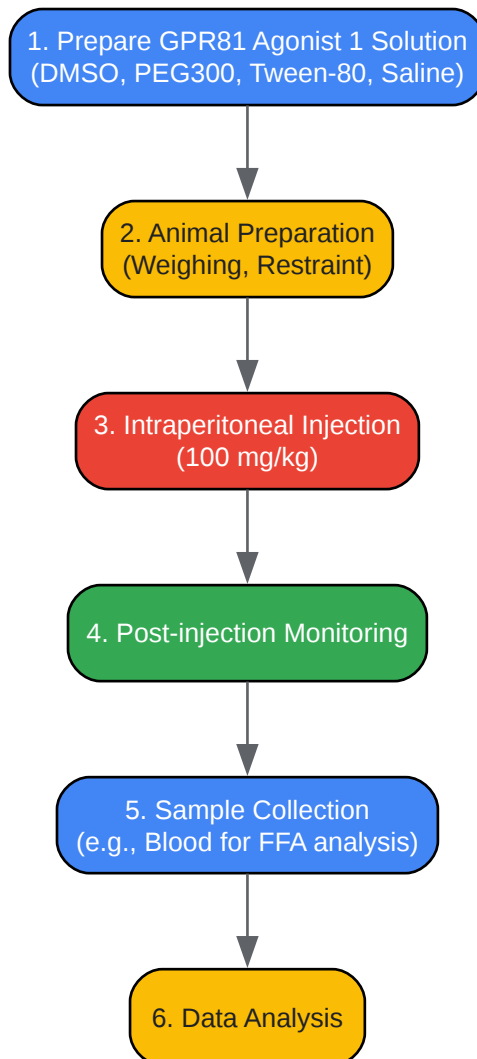 1. Prepare GPR81 Agonist 1 Solution
(DMSO, PEG300, Tween-80, Saline)
2. Animal Preparation
(Weighing, Restraint)
3. Intraperitoneal Injection
(100 mg/kg)
4. Post-injection Monitoring
5. Sample Collection
(e.g., Blood for FFA analysis)
6. Data Analysis